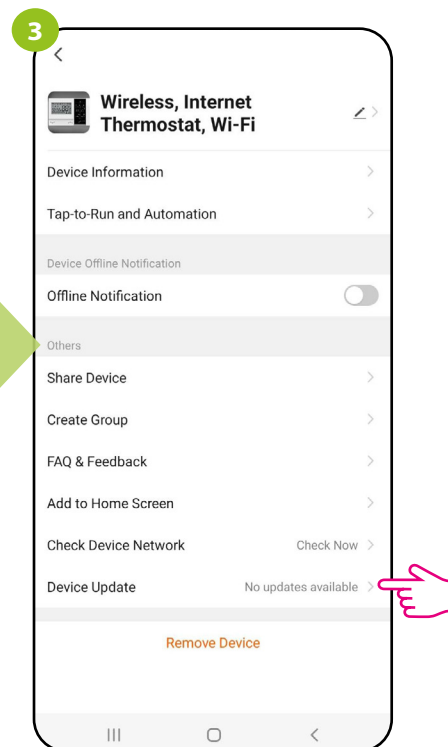 3
Wireless, Internet
Thermostat, Wi-Fi
Device Information
Tap-to-Run and Automation
Device Offline Notification
Offline Notification
Others
Share Device
Create Group
FAQ & Feedback
Add to Home Screen
Check Device Network Check Now
Device Update No updates available
Remove Device